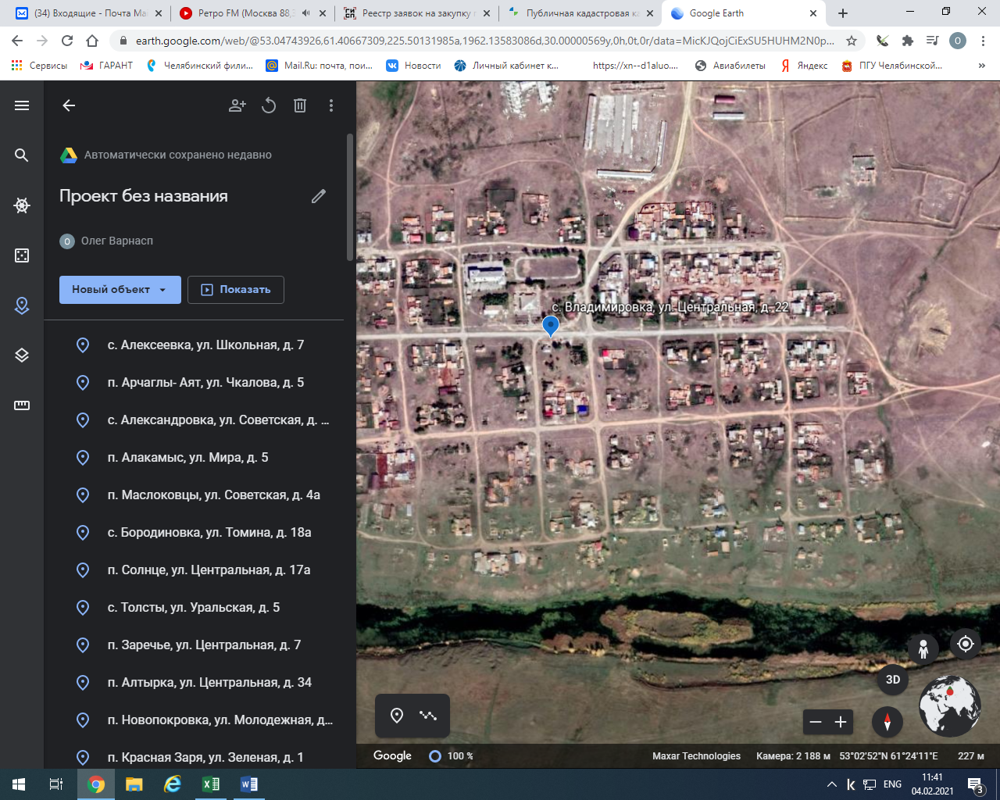 (34) Входящие - Почта Ma
Ретро FM (Москва 88,3
Реестр заявок на закупку
Публичная кадастровая ка
Google Earth
earth.google.com/web/@53.04743926,61.40667309,225.50131985a,1962.13583086d,30.00000569y,0h,0t,0r/data=MicKJQojCiExSU5HUHM2N0p...
О
Сервисы
ГАРАНТ
Челябинский фили...
Mail.Ru: почта, пои...
Новости
Личный кабинет к...
https://xn--d1aluo....
Авиабилеты
Яндекс
ПГУ Челябинской...
»
Автоматически сохранено недавно
Проект без названия
О Олег Варнасп
Новый объект
Показать
с. Алексеевка, ул. Школьная, д. 7
п. Арчаглы- Аят, ул. Чкалова, д. 5
с. Александровка, ул. Советская, д. ...
п. Алакамыс, ул. Мира, д. 5
п. Маслоковцы, ул. Советская, д. 4а
с. Бородиновка, ул. Томина, д. 18а
п. Солнце, ул. Центральная, д. 17а
с. Толсты, ул. Уральская, д. 5
п. Заречье, ул. Центральная, д. 7
п. Алтырка, ул. Центральная, д. 34
п. Новопокровка, ул. Молодежная, д...
п. Красная Заря, ул. Зеленая, д. 1
с. Владимировка, ул. Центральная, д. 22
3D
Google
100 %
Maxar Technologies
Камера: 2 188 м
53°02'52"N 61°24'11"E
227 м
ENG
11:41
04.02.2021
3